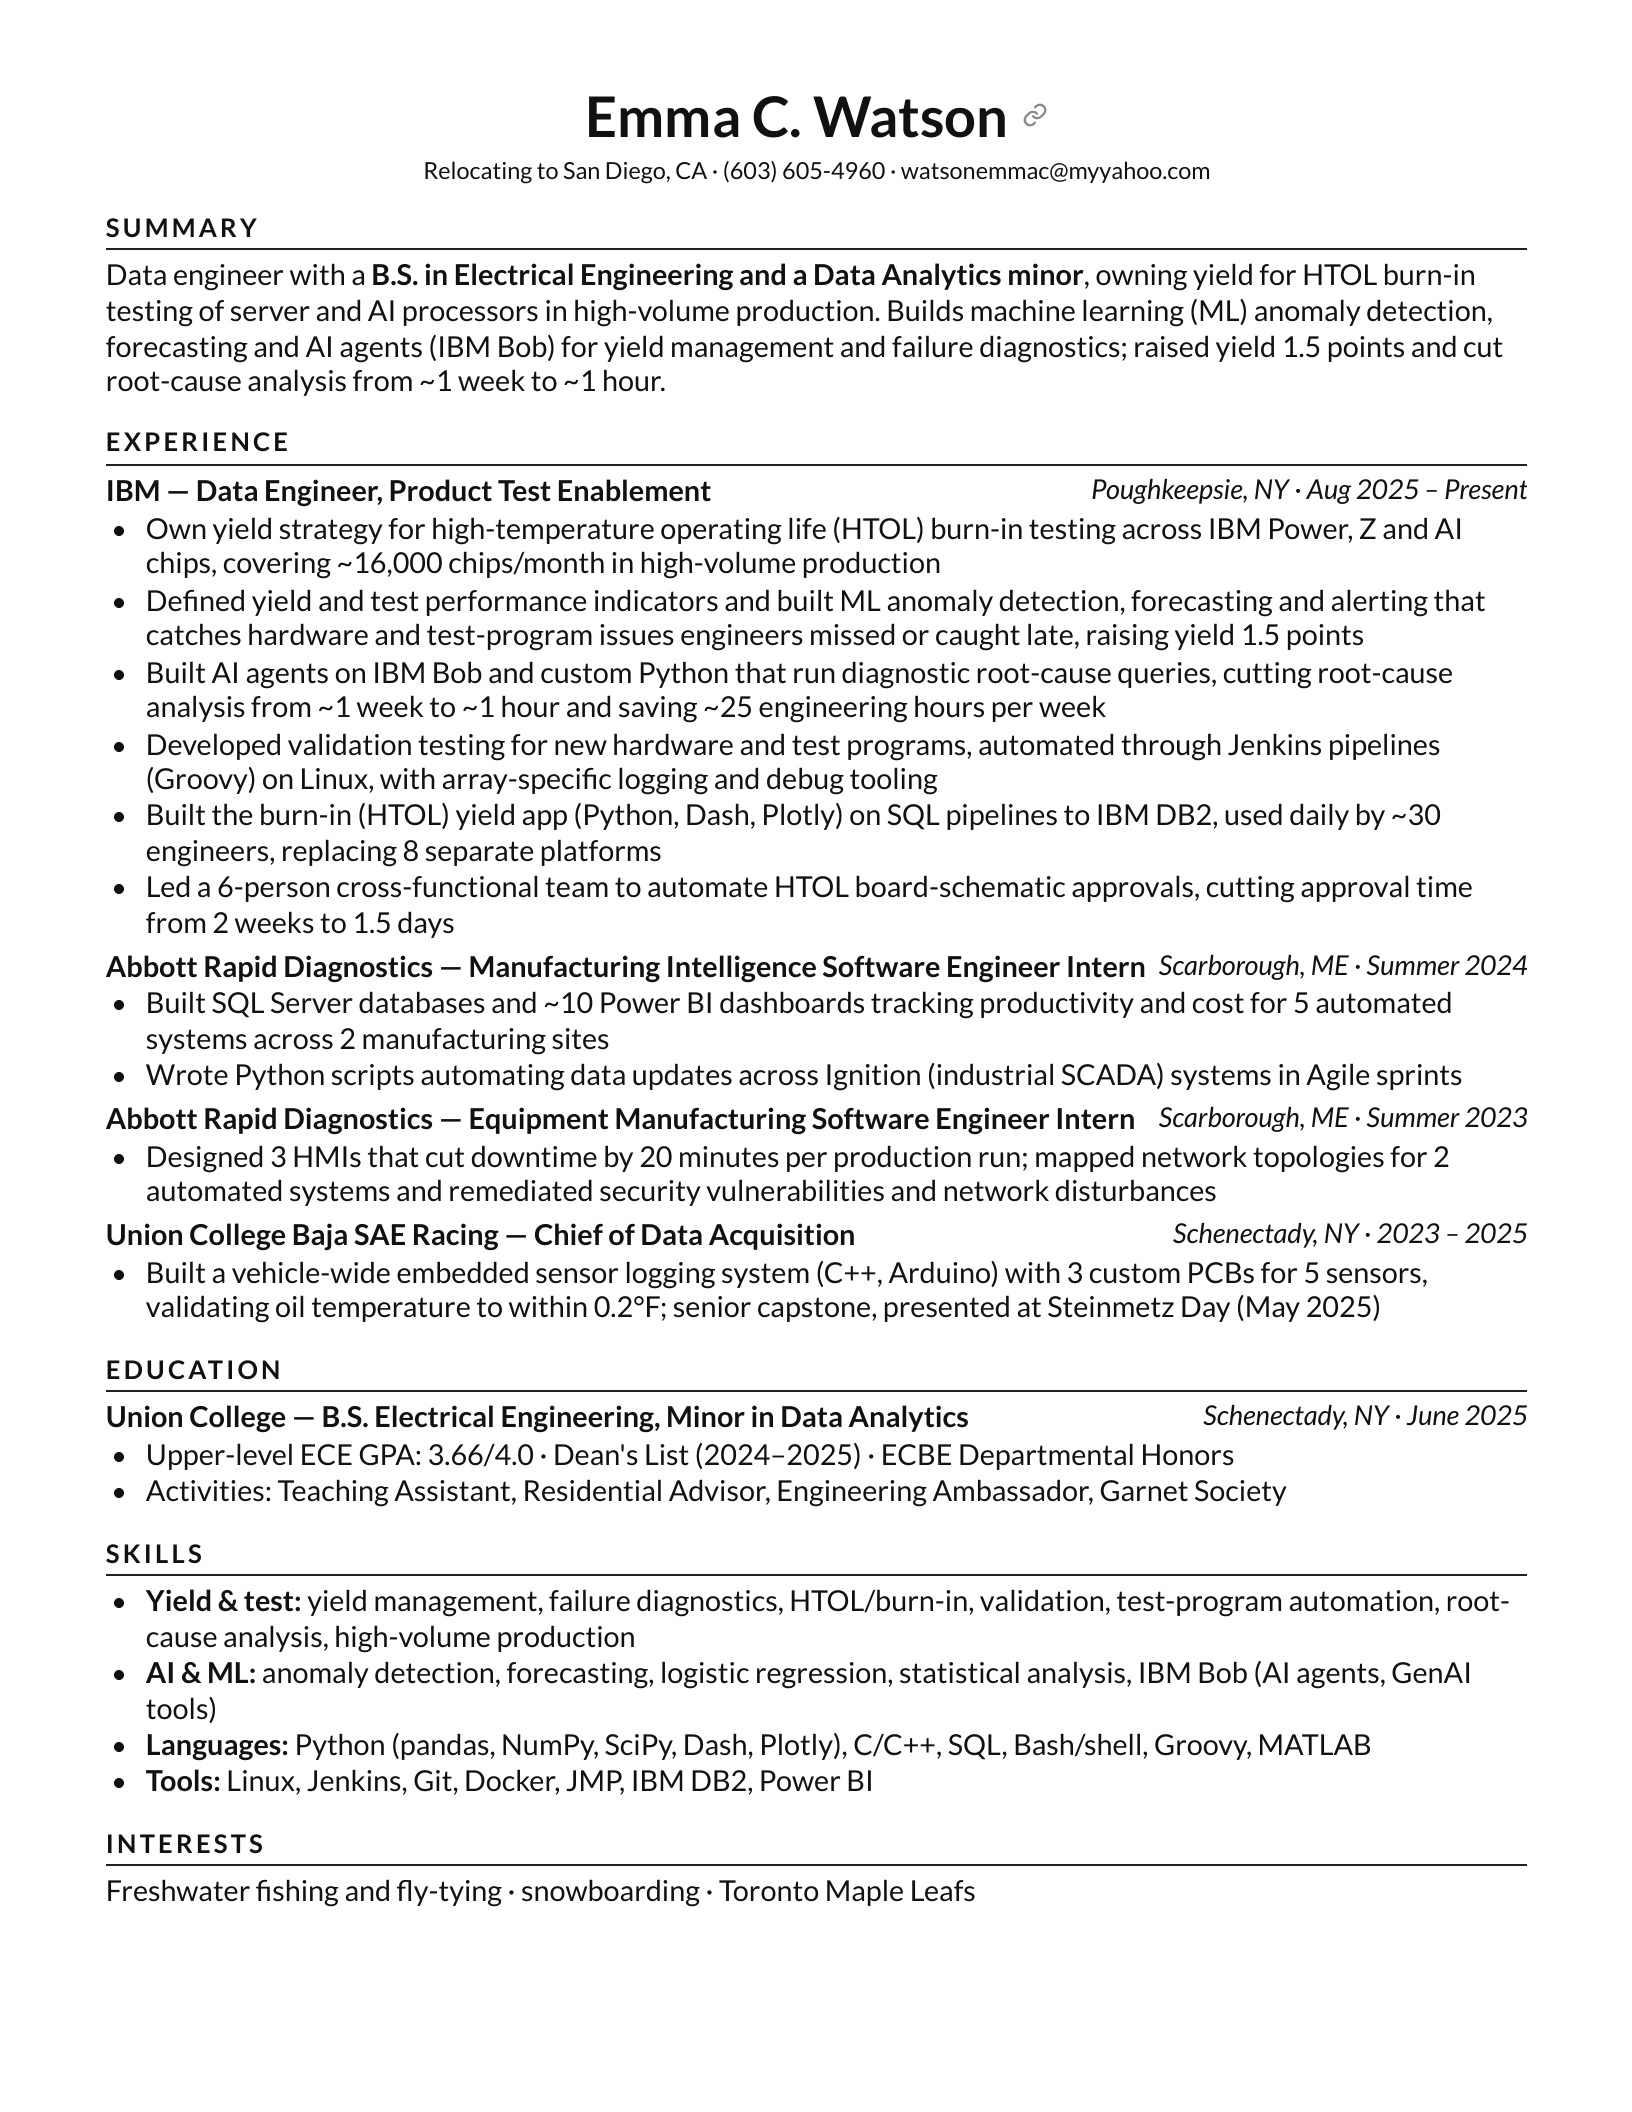 Emma C. Watson
Relocating to San Diego, CA · (603) 605-4960 · watsonemmac@myyahoo.com
SUMMARY
Data engineer with a B.S. in Electrical Engineering and a Data Analytics minor, owning yield for HTOL burn-in
testing of server and AI processors in high-volume production. Builds machine learning (ML) anomaly detection,
forecasting and AI agents (IBM Bob) for yield management and failure diagnostics; raised yield 1.5 points and cut
root-cause analysis from ~1 week to ~1 hour.
EXPERIENCE
IBM — Data Engineer, Product Test Enablement Poughkeepsie, NY · Aug 2025 – Present
• Own yield strategy for high-temperature operating life (HTOL) burn-in testing across IBM Power, Z and AI
chips, covering ~16,000 chips/month in high-volume production
• Defined yield and test performance indicators and built ML anomaly detection, forecasting and alerting that
catches hardware and test-program issues engineers missed or caught late, raising yield 1.5 points
• Built AI agents on IBM Bob and custom Python that run diagnostic root-cause queries, cutting root-cause
analysis from ~1 week to ~1 hour and saving ~25 engineering hours per week
• Developed validation testing for new hardware and test programs, automated through Jenkins pipelines
(Groovy) on Linux, with array-specific logging and debug tooling
• Built the burn-in (HTOL) yield app (Python, Dash, Plotly) on SQL pipelines to IBM DB2, used daily by ~30
engineers, replacing 8 separate platforms
• Led a 6-person cross-functional team to automate HTOL board-schematic approvals, cutting approval time
from 2 weeks to 1.5 days
Abbott Rapid Diagnostics — Manufacturing Intelligence Software Engineer Intern Scarborough, ME · Summer 2024
• Built SQL Server databases and ~10 Power BI dashboards tracking productivity and cost for 5 automated
systems across 2 manufacturing sites
• Wrote Python scripts automating data updates across Ignition (industrial SCADA) systems in Agile sprints
Abbott Rapid Diagnostics — Equipment Manufacturing Software Engineer Intern Scarborough, ME · Summer 2023
• Designed 3 HMIs that cut downtime by 20 minutes per production run; mapped network topologies for 2
automated systems and remediated security vulnerabilities and network disturbances
Union College Baja SAE Racing — Chief of Data Acquisition Schenectady, NY · 2023 – 2025
• Built a vehicle-wide embedded sensor logging system (C++, Arduino) with 3 custom PCBs for 5 sensors,
validating oil temperature to within 0.2°F; senior capstone, presented at Steinmetz Day (May 2025)
EDUCATION
Union College — B.S. Electrical Engineering, Minor in Data Analytics Schenectady, NY · June 2025
• Upper-level ECE GPA: 3.66/4.0 · Dean's List (2024–2025) · ECBE Departmental Honors
• Activities: Teaching Assistant, Residential Advisor, Engineering Ambassador, Garnet Society
SKILLS
• Yield & test: yield management, failure diagnostics, HTOL/burn-in, validation, test-program automation, root-
cause analysis, high-volume production
• AI & ML: anomaly detection, forecasting, logistic regression, statistical analysis, IBM Bob (AI agents, GenAI
tools)
• Languages: Python (pandas, NumPy, SciPy, Dash, Plotly), C/C++, SQL, Bash/shell, Groovy, MATLAB
• Tools: Linux, Jenkins, Git, Docker, JMP, IBM DB2, Power BI
INTERESTS
Freshwater fishing and fly-tying · snowboarding · Toronto Maple Leafs